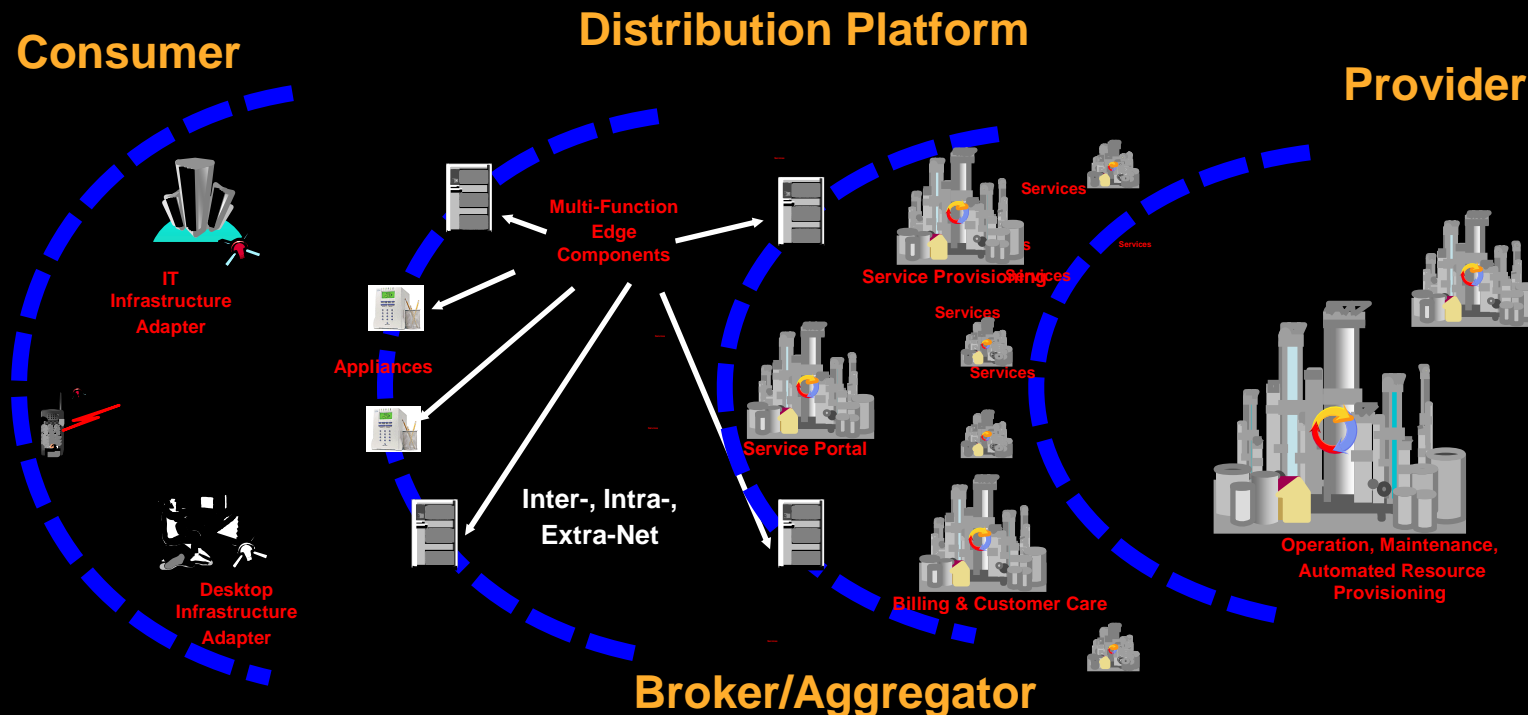 Distribution Platform
Consumer
Provider
Multi-Function
Edge
Components
Services
Services
Service Provisioning
Services
IT
Infrastructure
Adapter
Services
Appliances
Services
Service Portal
Inter-, Intra-,
Extra-Net
Operation, Maintenance,
Automated Resource
Provisioning
Desktop
Infrastructure
Adapter
Billing & Customer Care
Broker/Aggregator